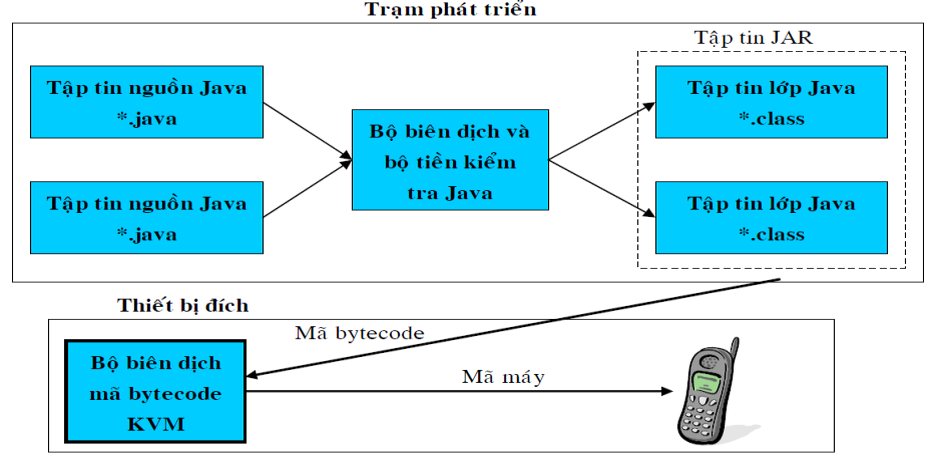 Trạm phát triển
Tập tin JAR
Tập tin nguồn Java
*.java
Bộ biên dịch và
bộ tiền kiểm
tra Java
Tập tin lớp Java
*.class
Tập tin nguồn Java
*.java
Tập tin lớp Java
*.class
Thiết bị đích
Mã bytecode
Bộ biên dịch
mã bytecode
KVM
Mã máy